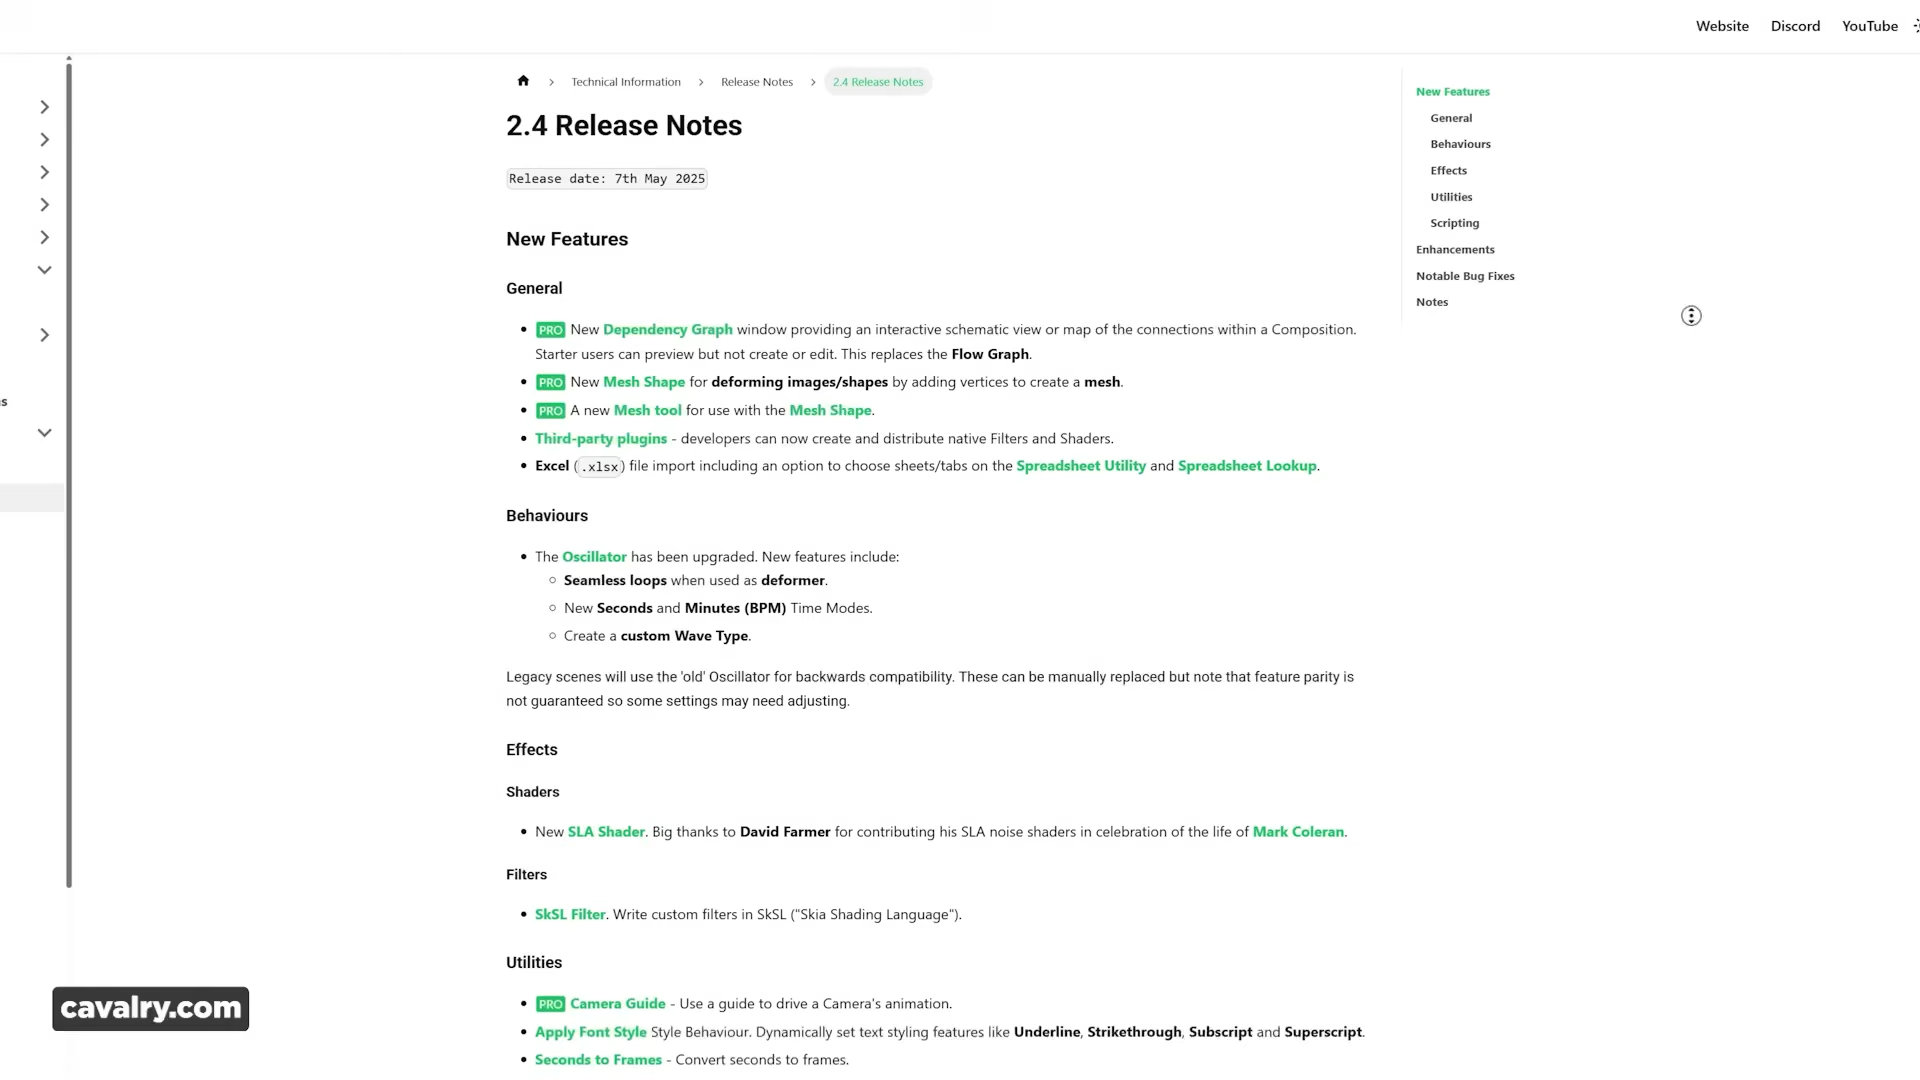 Website Discord YouTube
Technical Information > Release Notes > 2.4 Release Notes
2.4 Release Notes
Release date: 7th May 2025
New Features
General
PRO New Dependency Graph window providing an interactive schematic view or map of the connections within a Composition.
Starter users can preview but not create or edit. This replaces the Flow Graph.
PRO New Mesh Shape for deforming images/shapes by adding vertices to create a mesh.
PRO A new Mesh tool for use with the Mesh Shape.
Third-party plugins - developers can now create and distribute native Filters and Shaders.
Excel (.xlsx) file import including an option to choose sheets/tabs on the Spreadsheet Utility and Spreadsheet Lookup.
Behaviours
The Oscillator has been upgraded. New features include:
Seamless loops when used as deformer.
New Seconds and Minutes (BPM) Time Modes.
Create a custom Wave Type.
Legacy scenes will use the 'old' Oscillator for backwards compatibility. These can be manually replaced but note that feature parity is
not guaranteed so some settings may need adjusting.
Effects
Shaders
New SLA Shader. Big thanks to David Farmer for contributing his SLA noise shaders in celebration of the life of Mark Coleran.
Filters
SkSL Filter. Write custom filters in SkSL ("Skia Shading Language").
Utilities
PRO Camera Guide - Use a guide to drive a Camera's animation.
Apply Font Style Style Behaviour. Dynamically set text styling features like Underline, Strikethrough, Subscript and Superscript.
Seconds to Frames - Convert seconds to frames.
New Features
General
Behaviours
Effects
Utilities
Scripting
Enhancements
Notable Bug Fixes
Notes
s
cavalry.com